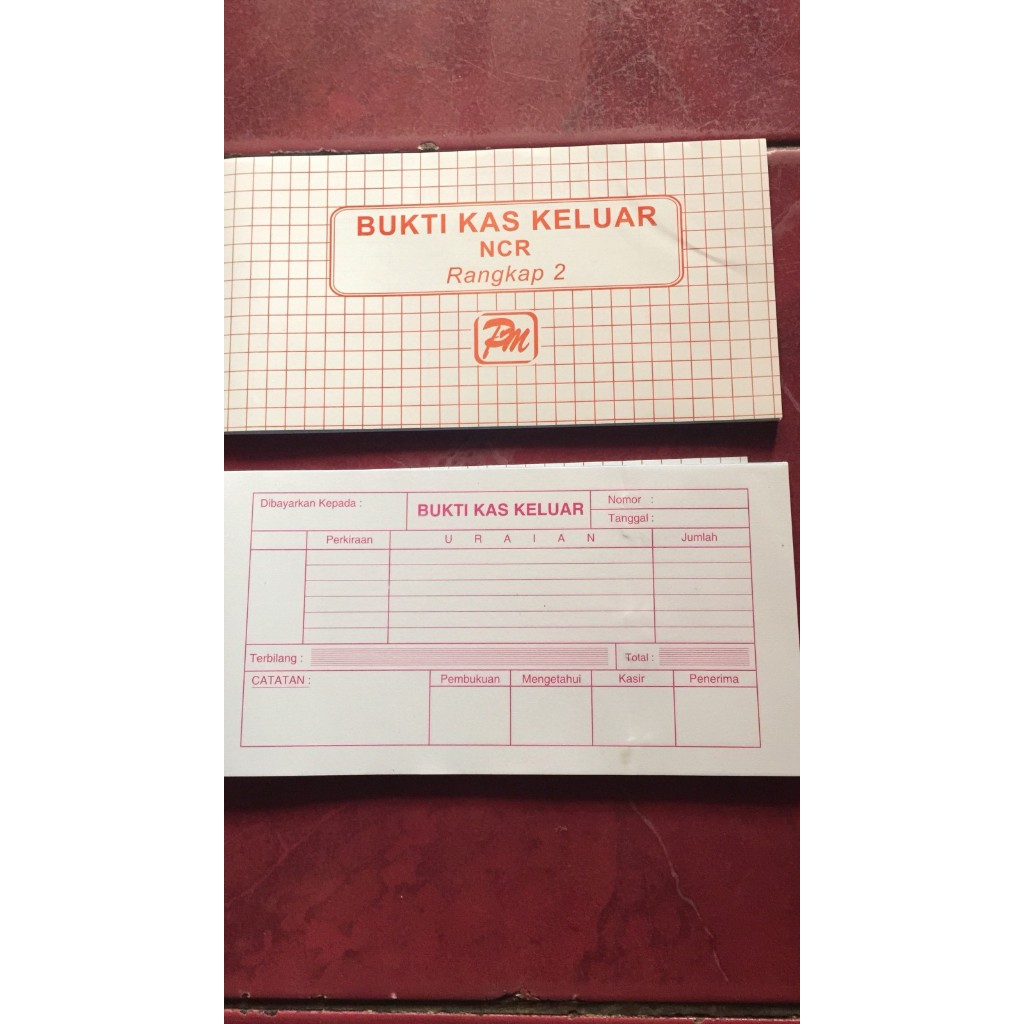 BUKTI KAS KELUAR
NCR
Rangkap 2
PM
Dibayarkan Kepada :
BUKTI KAS KELUAR
Nomor :
Tanggal :
Perkiraan
U R A I A N
Jumlah
Terbilang :
Total :
CATATAN :
Pembukuan
Mengetahui
Kasir
Penerima